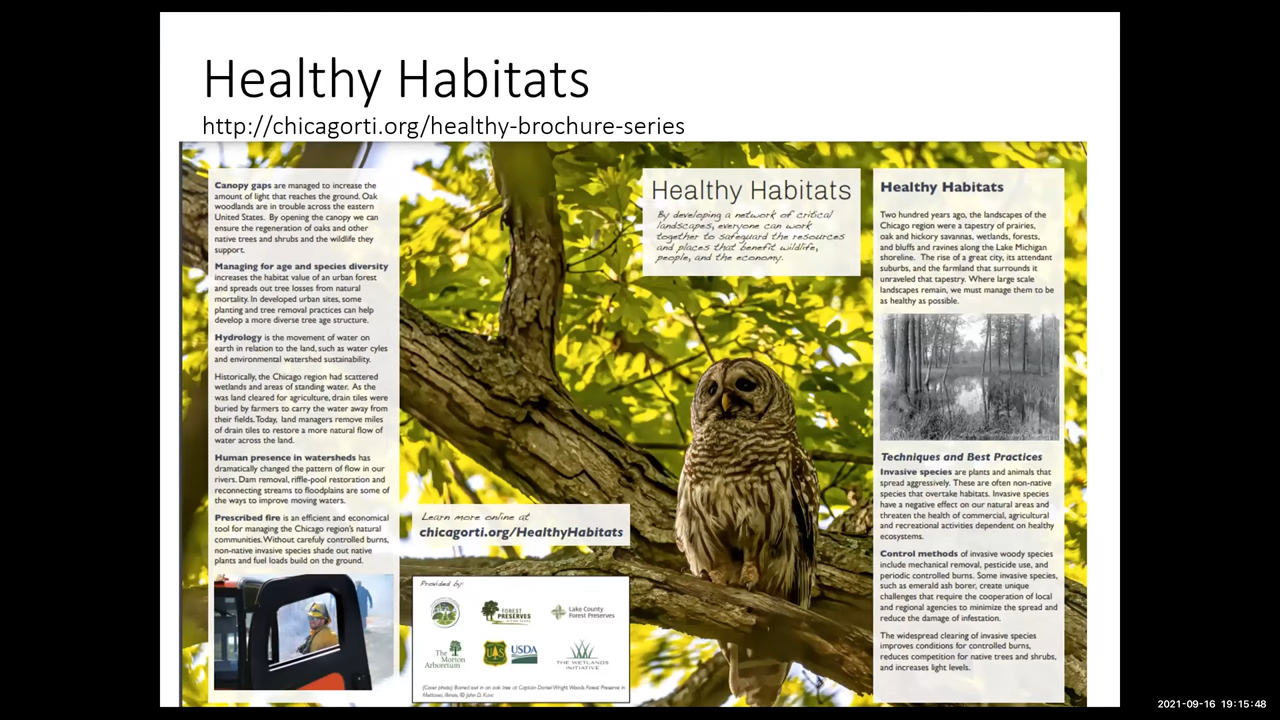 Healthy Habitats
http://chicagorti.org/healthy-brochure-series
Canopy gaps are managed to increase the
amount of light that reaches the ground. Oak
woodlands are in trouble across the eastern
United States. By opening the canopy we can
ensure the regeneration of oaks and other
native trees and shrubs and the wildlife they
support.
Managing for age and species diversity
increases the habitat value of an urban forest
and spreads out tree losses from natural
mortality. In developed urban sites, some
planting and tree removal practices can help
develop a more diverse tree age structure.
Hydrology is the movement of water on
earth in relation to the land, such as water cyles
and environmental watershed sustainability.
Historically, the Chicago region had scattered
wetlands and areas of standing water. As the
was land cleared for agriculture, drain tiles were
buried by farmers to carry the water away from
their fields. Today, land managers remove miles
of drain tiles to restore a more natural flow of
water across the land.
Human presence in watersheds has
dramatically changed the pattern of flow in our
rivers. Dam removal, riffle-pool restoration and
reconnecting streams to floodplains are some of
the ways to improve moving waters.
Prescribed fire is an efficient and economical
tool for managing the Chicago region's natural
communities. Without carefuly controlled burns,
non-native invasive species shade out native
plants and fuel loads build on the ground.
Learn more online at
chicagorti.org/HealthyHabitats
Provided by:
FOREST
PRESERVES
Lake County
Forest Preserves
The
Morton
Arboretum
UAS
USDA
THE WETLANDS
INITIATIVE
(Cover photo) Barred owl in an oak tree at Captain Daniel Wright Woods Forest Preserve in
Mettawa, Illinois. © John D. Kavc
Healthy Habitats
By developing a network of critical
landscapes, everyone can work
together to safeguard the resources
and places that benefit wildlife,
people, and the economy.
Healthy Habitats
Two hundred years ago, the landscapes of the
Chicago region were a tapestry of prairies,
oak and hickory savannas, wetlands, forests,
and bluffs and ravines along the Lake Michigan
shoreline. The rise of a great city, its attendant
suburbs, and the farmland that surrounds it
unraveled that tapestry. Where large scale
landscapes remain, we must manage them to be
as healthy as possible.
Techniques and Best Practices
Invasive species are plants and animals that
spread aggressively. These are often non-native
species that overtake habitats. Invasive species
have a negative effect on our natural areas and
threaten the health of commercial, agricultural
and recreational activities dependent on healthy
ecosystems.
Control methods of invasive woody species
include mechanical removal, pesticide use, and
periodic controlled burns. Some invasive species,
such as emerald ash borer, create unique
challenges that require the cooperation of local
and regional agencies to minimize the spread and
reduce the damage of infestation.
The widespread clearing of invasive species
improves conditions for controlled burns,
reduces competition for native trees and shrubs,
and increases light levels.
2021-09-16 19:15:48